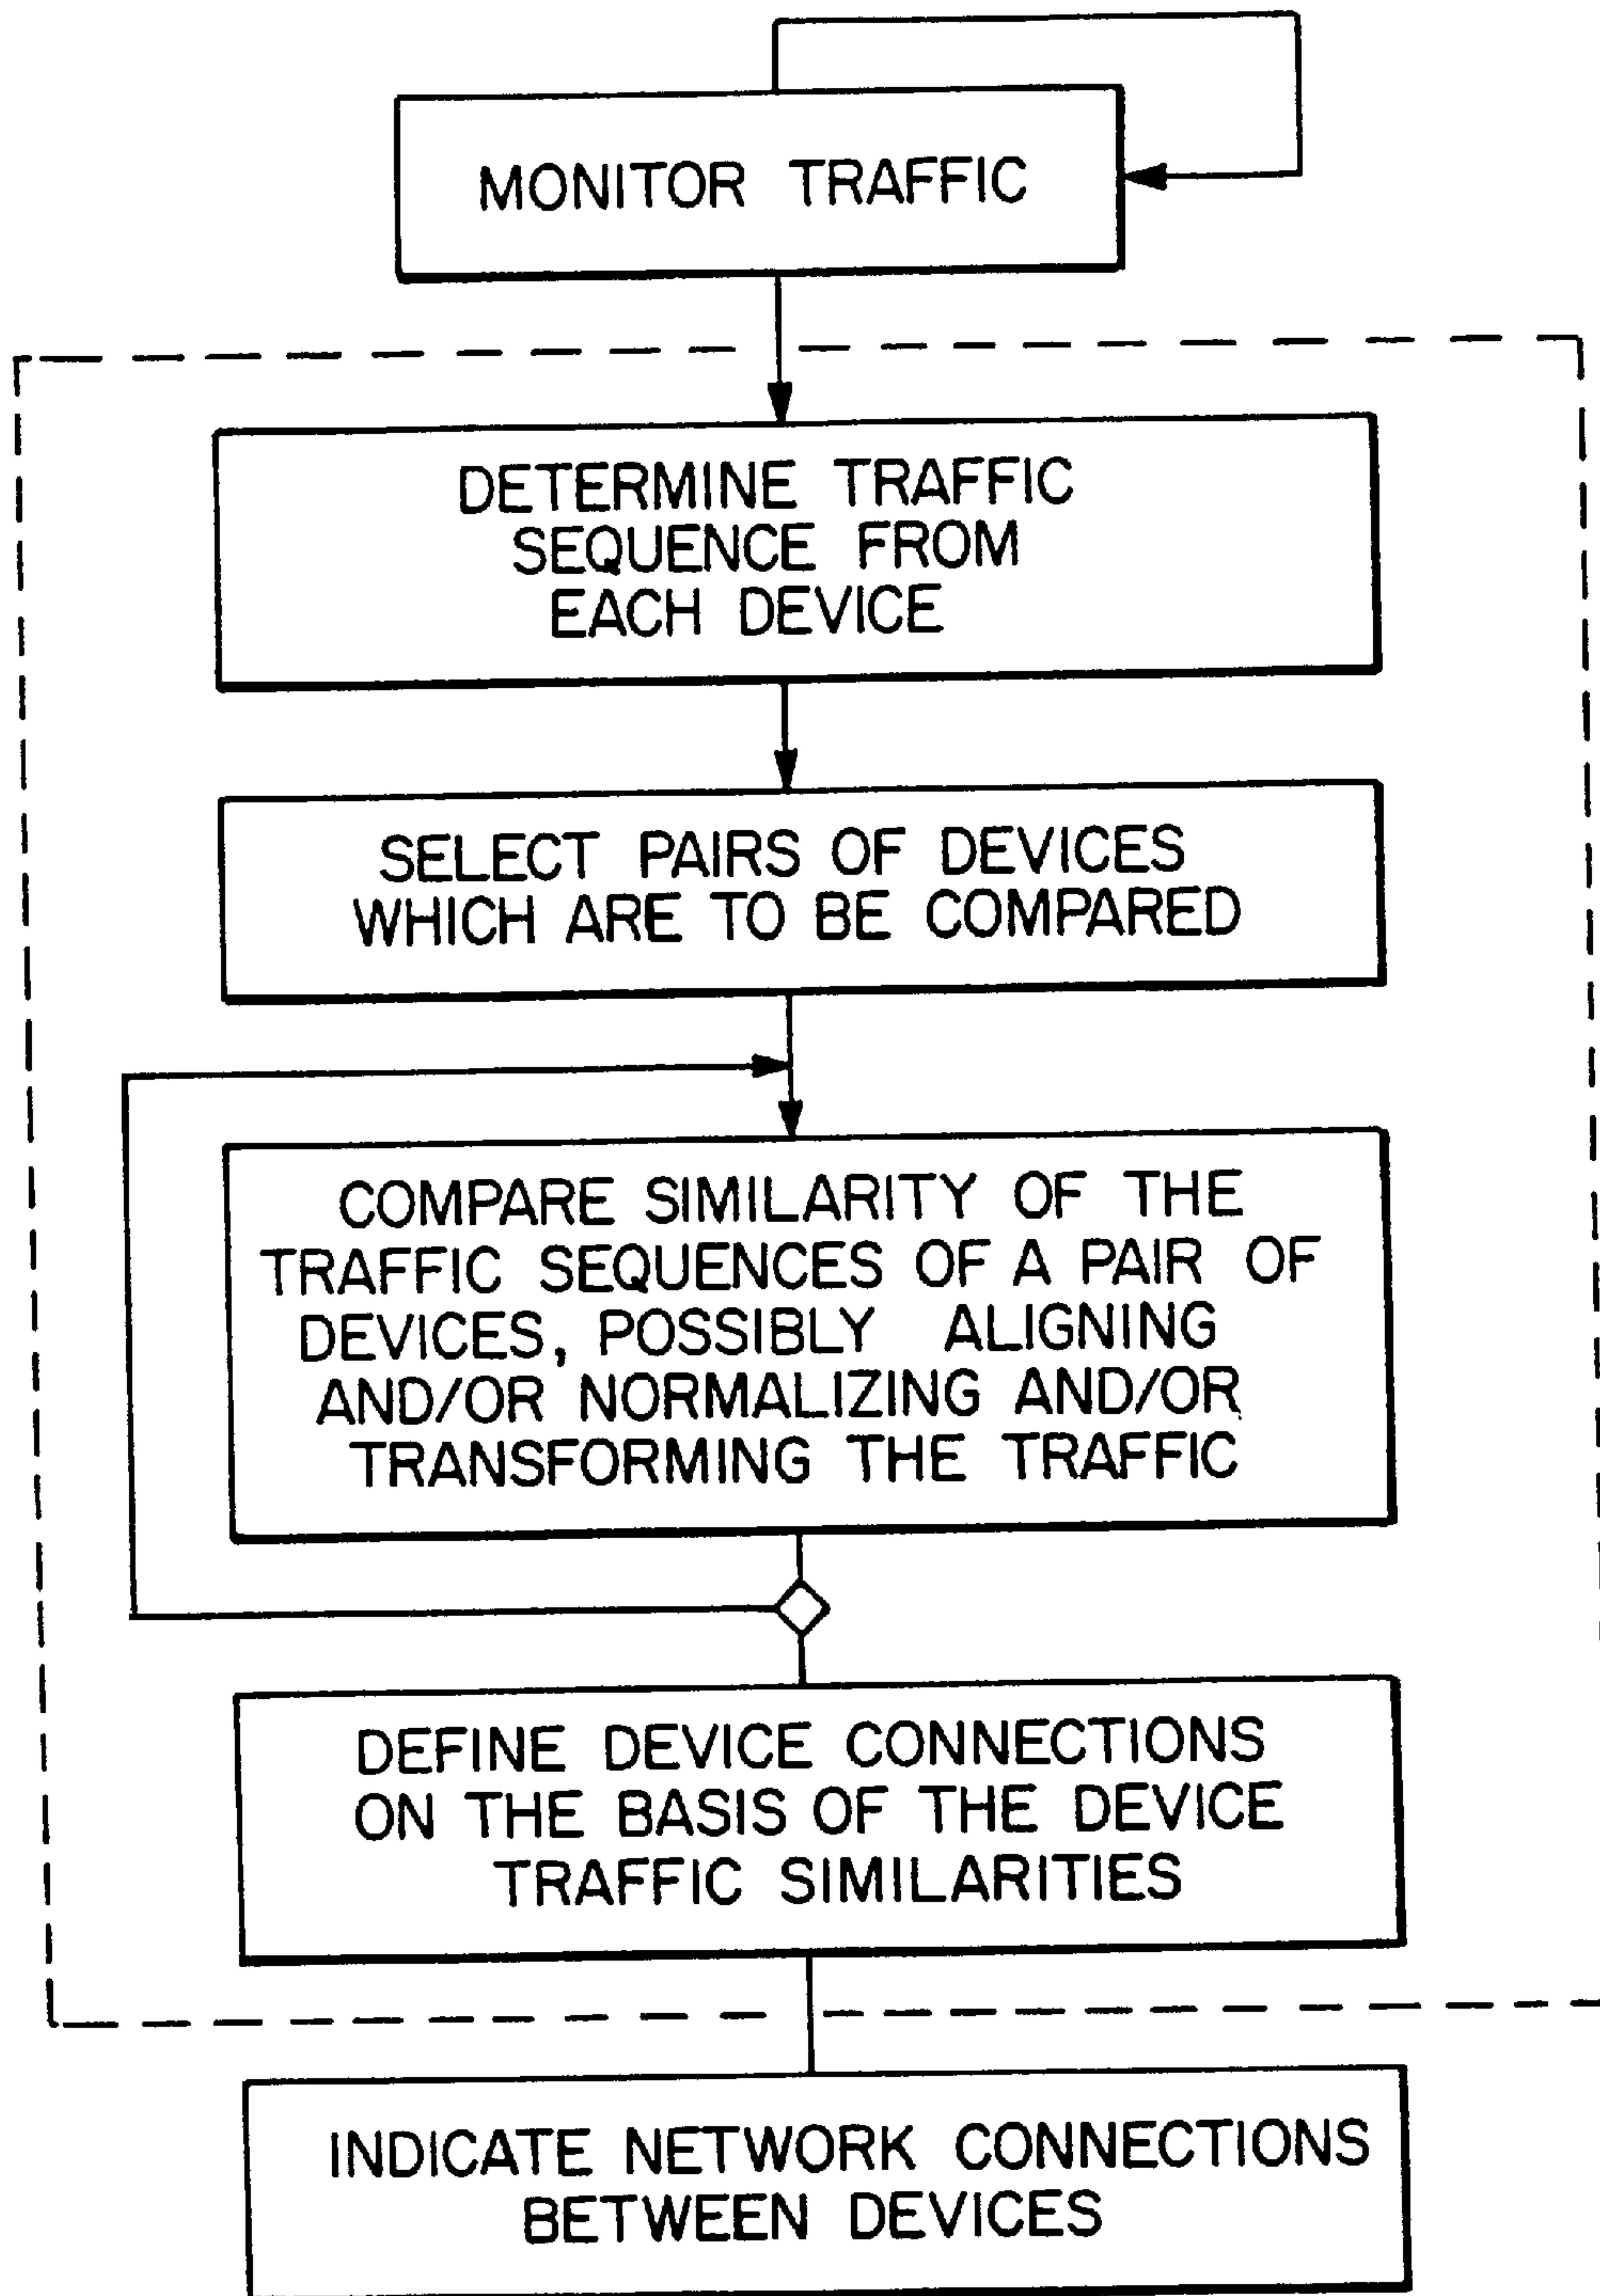 MONITOR TRAFFIC
DETERMINE TRAFFIC
SEQUENCE FROM
EACH DEVICE
SELECT PAIRS OF DEVICES
WHICH ARE TO BE COMPARED
COMPARE SIMILARITY OF THE
TRAFFIC SEQUENCES OF A PAIR OF
DEVICES, POSSIBLY ALIGNING
AND/OR NORMALIZING AND/OR
TRANSFORMING THE TRAFFIC
DEFINE DEVICE CONNECTIONS
ON THE BASIS OF THE DEVICE
TRAFFIC SIMILARITIES
INDICATE NETWORK CONNECTIONS
BETWEEN DEVICES